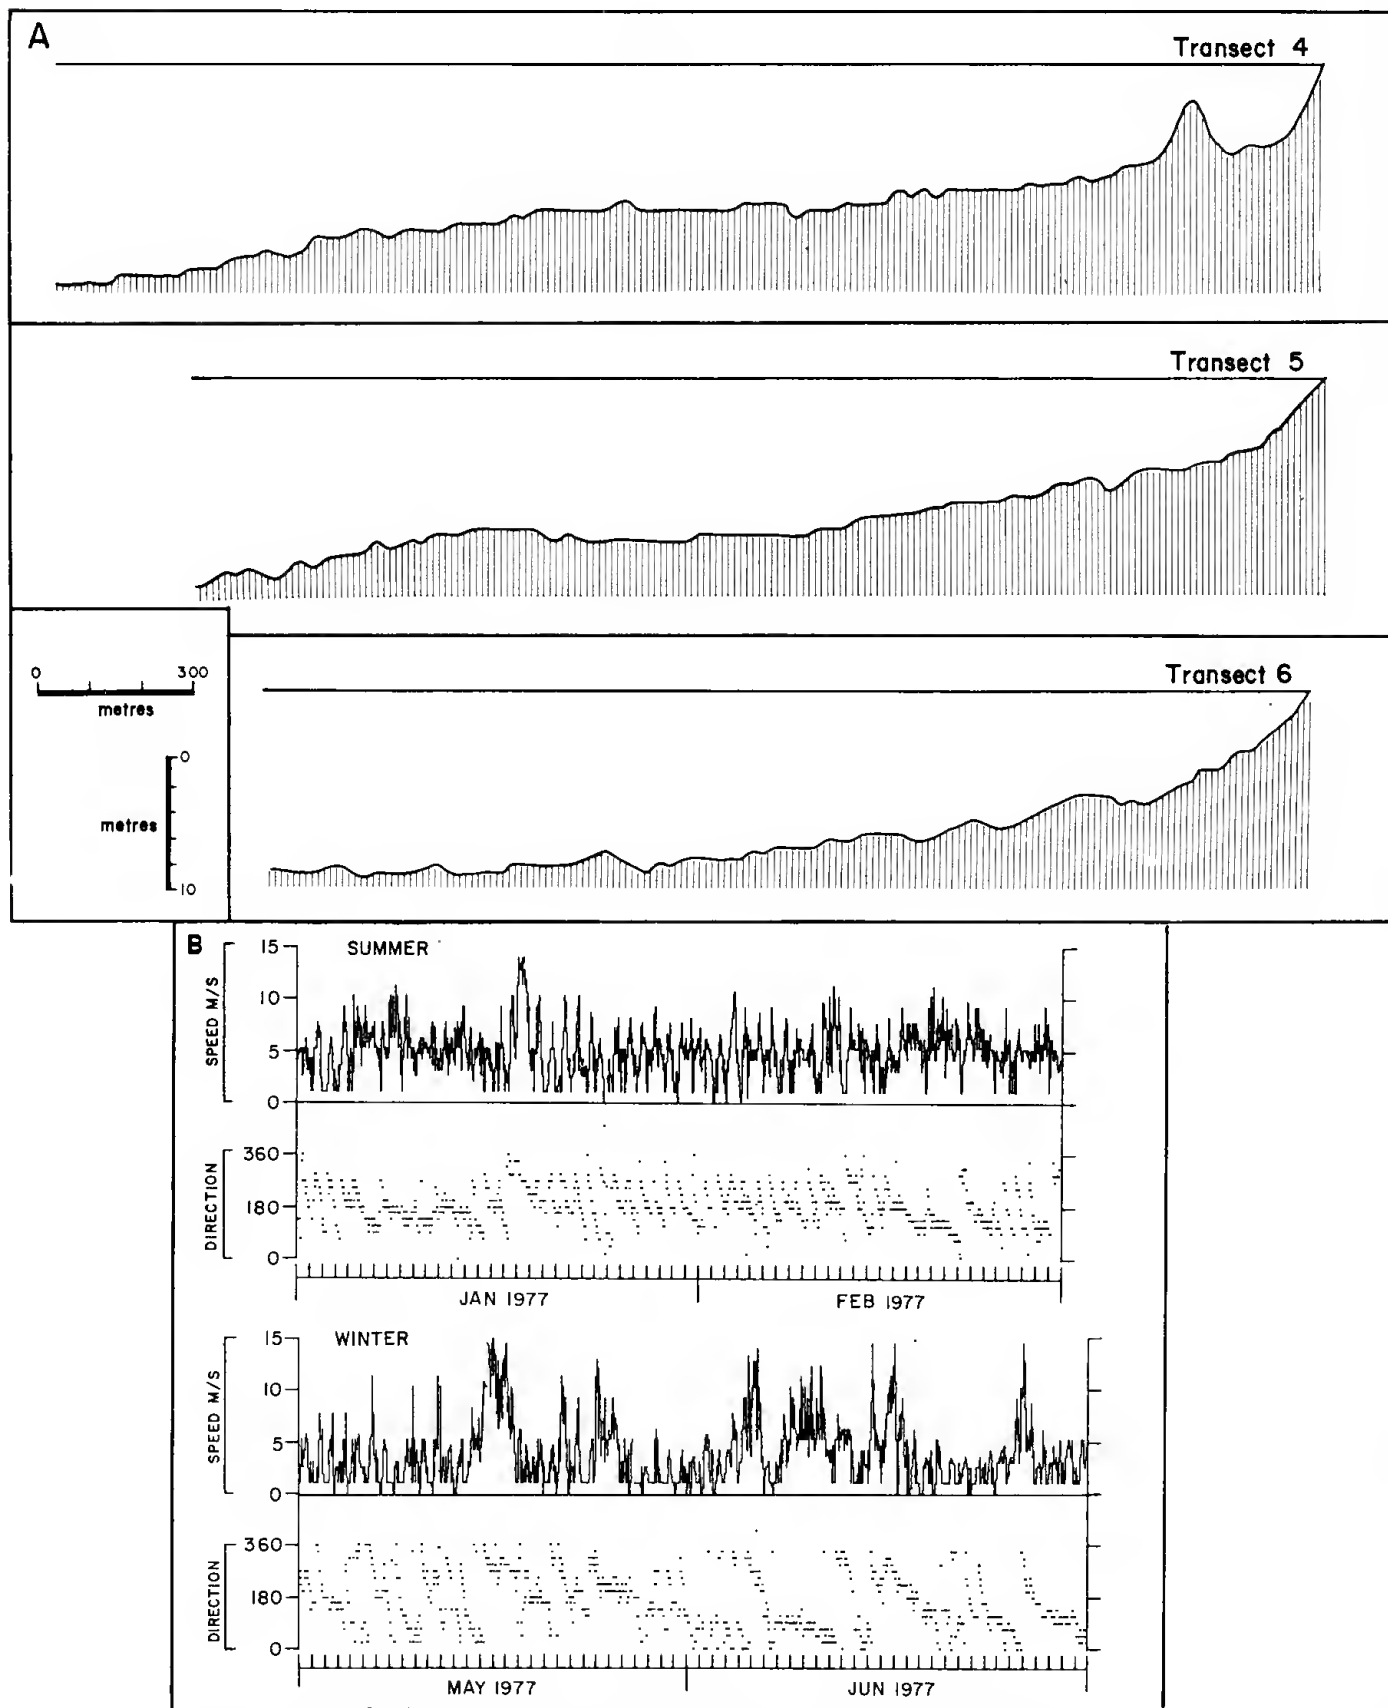 A
Transect 4
Transect 5
Transect 6
0 300
metres
0
metres
10
B
SUMMER
SPEED M/S
15
10
5
0
DIRECTION
360
180
0
JAN 1977 FEB 1977
WINTER
SPEED M/S
15
10
5
0
DIRECTION
360
180
0
MAY 1977 JUN 1977